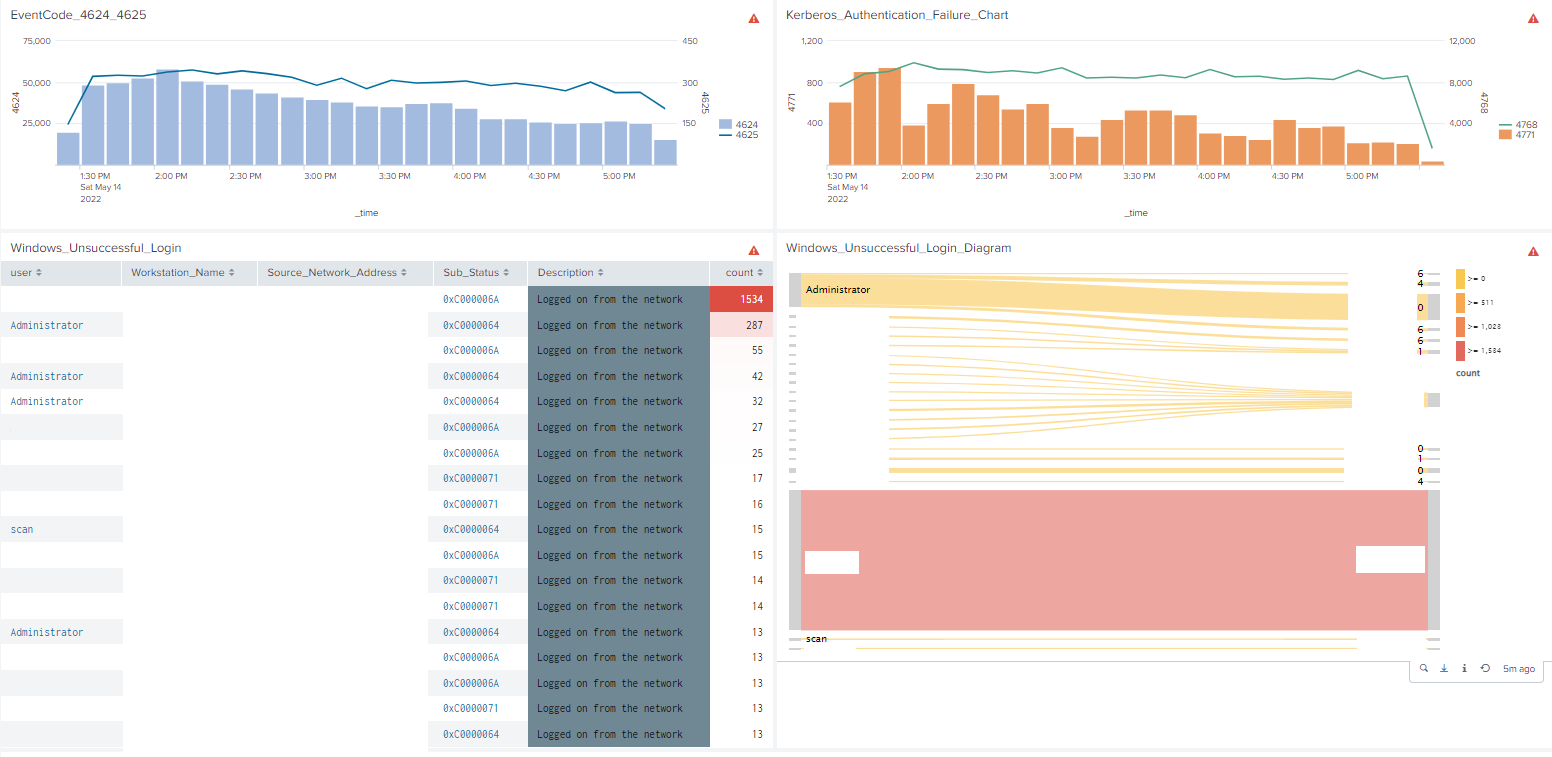 EventCode_4624_4625
75,000
50,000
25,000
4624
450
300
150
4625
4624
4625
1:30 PM
Sat May 14
2022
2:00 PM
2:30 PM
3:00 PM
3:30 PM
4:00 PM
4:30 PM
5:00 PM
_time
Kerberos_Authentication_Failure_Chart
1,200
800
400
4771
12,000
8,000
4,000
4768
4768
4771
1:30 PM
Sat May 14
2022
2:00 PM
2:30 PM
3:00 PM
3:30 PM
4:00 PM
4:30 PM
5:00 PM
_time
Windows_Unsuccessful_Login
user Workstation_Name Source_Network_Address Sub_Status Description count
0xC000006A Logged on from the network 1534
Administrator 0xC0000064 Logged on from the network 287
0xC000006A Logged on from the network 55
Administrator 0xC0000064 Logged on from the network 42
Administrator 0xC0000064 Logged on from the network 32
0xC000006A Logged on from the network 27
0xC000006A Logged on from the network 25
0xC0000071 Logged on from the network 17
0xC0000071 Logged on from the network 16
scan 0xC0000064 Logged on from the network 15
0xC000006A Logged on from the network 15
0xC0000071 Logged on from the network 14
0xC0000071 Logged on from the network 14
Administrator 0xC0000064 Logged on from the network 13
0xC000006A Logged on from the network 13
0xC000006A Logged on from the network 13
0xC0000071 Logged on from the network 13
0xC0000064 Logged on from the network 13
Windows_Unsuccessful_Login_Diagram
Administrator
6
4
0
6
6
1
0
1
0
4
scan
>= 0
>= 511
>= 1,023
>= 1,534
count
5m ago